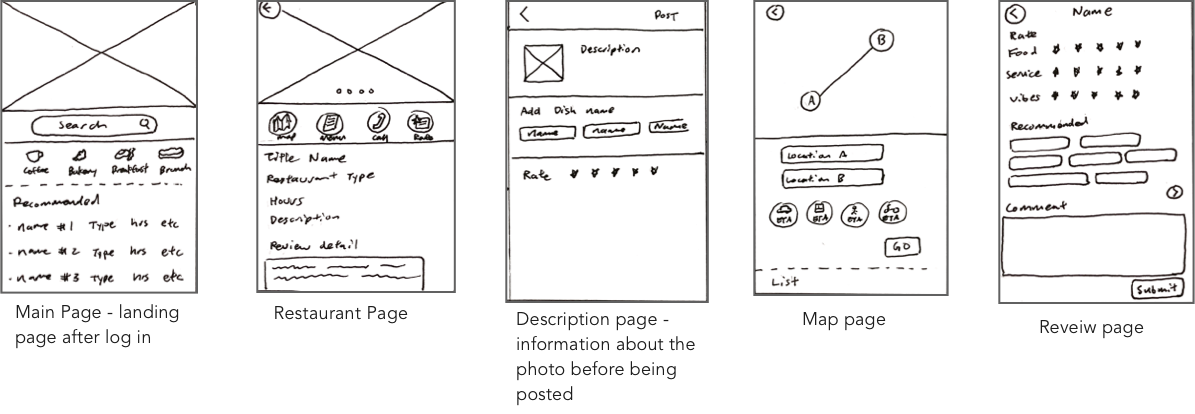 Search
Coffee Bakery Breakfast Brunch
Recommended
· name #1 Type hrs etc
· name #2 Type hrs etc
· name #3 Type hrs etc
Main Page - landing
page after log in
map menu Call Rate
Title Name
Restaurant Type
Hours
Description
Review detail
Restaurant Page
POST
Description
Add Dish name
name name Name
Rate
Description page -
information about the
photo before being
posted
B
A
Location A
Location B
ETA ETA ETA ETA
GO
List
Map page
Name
Rate
Food
Service
Vibes
Recommended
Comment
Submit
Reveiw page